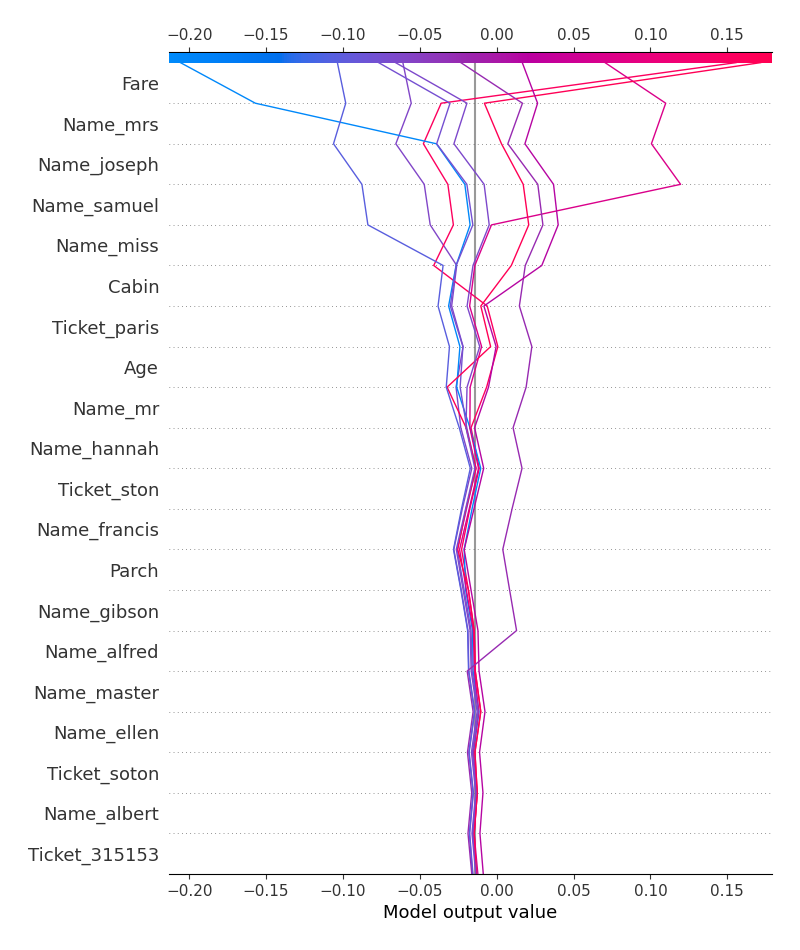 −0.20 −0.15 −0.10 −0.05 0.00 0.05 0.10 0.15
Fare
Name_mrs
Name_joseph
Name_samuel
Name_miss
Cabin
Ticket_paris
Age
Name_mr
Name_hannah
Ticket_ston
Name_francis
Parch
Name_gibson
Name_alfred
Name_master
Name_ellen
Ticket_soton
Name_albert
Ticket_315153
−0.20 −0.15 −0.10 −0.05 0.00 0.05 0.10 0.15
Model output value